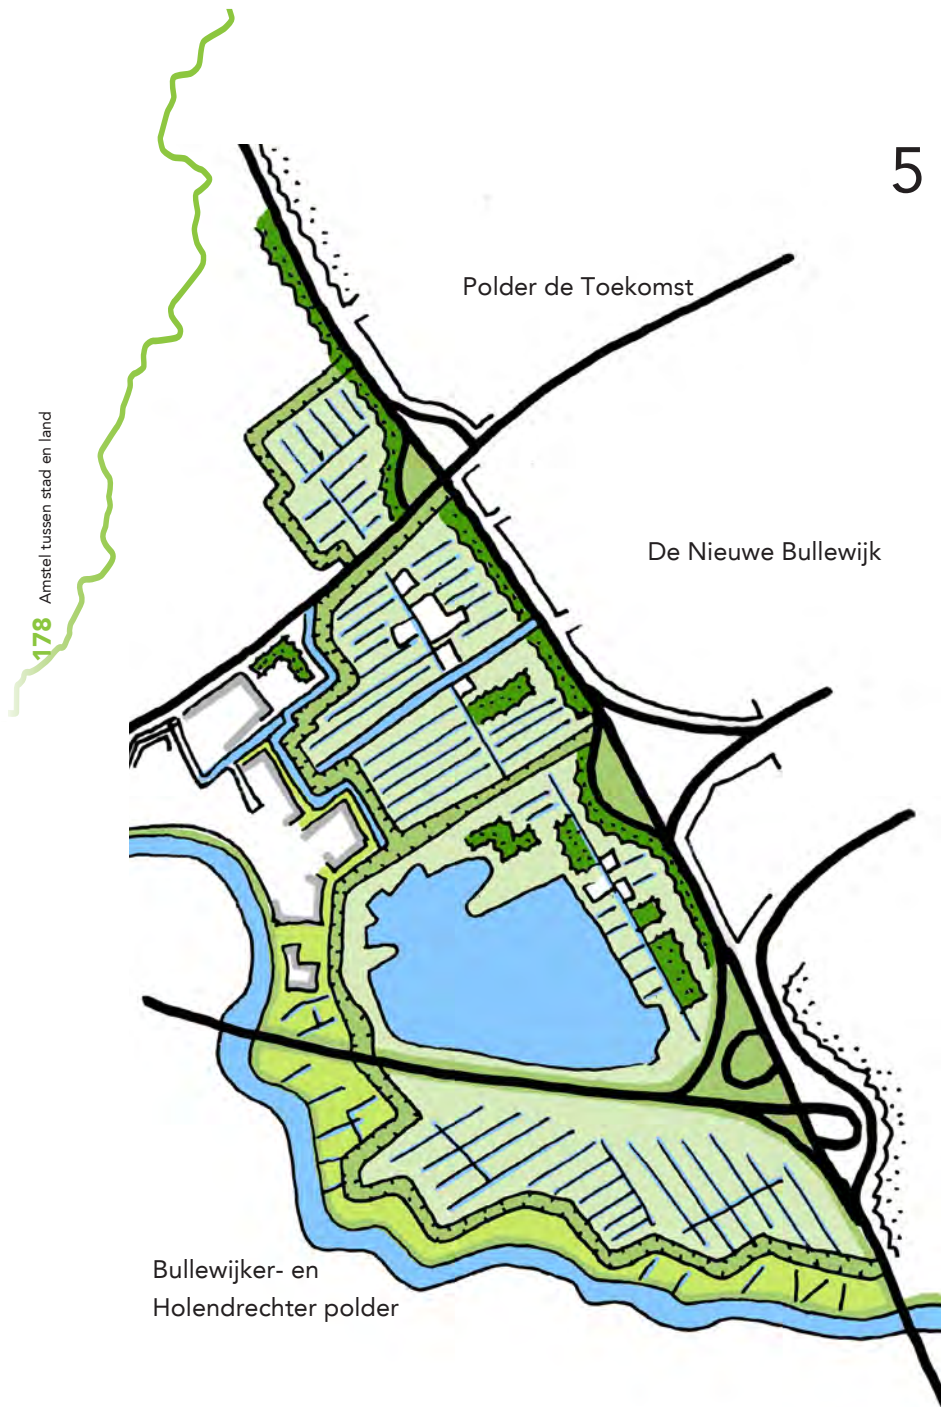 5
Polder de Toekomst
De Nieuwe Bullewijk
178 Amstel tussen stad en land
Bullewijker- en
Holendrechter polder